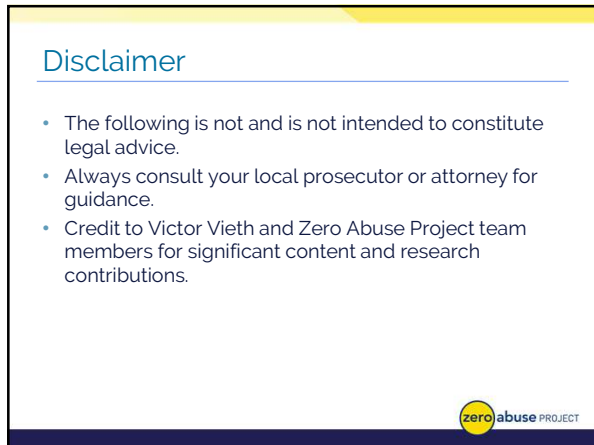 Disclaimer
• The following is not and is not intended to constitute
legal advice.
• Always consult your local prosecutor or attorney for
guidance.
• Credit to Victor Vieth and Zero Abuse Project team
members for significant content and research
contributions.
zero abuse PROJECT